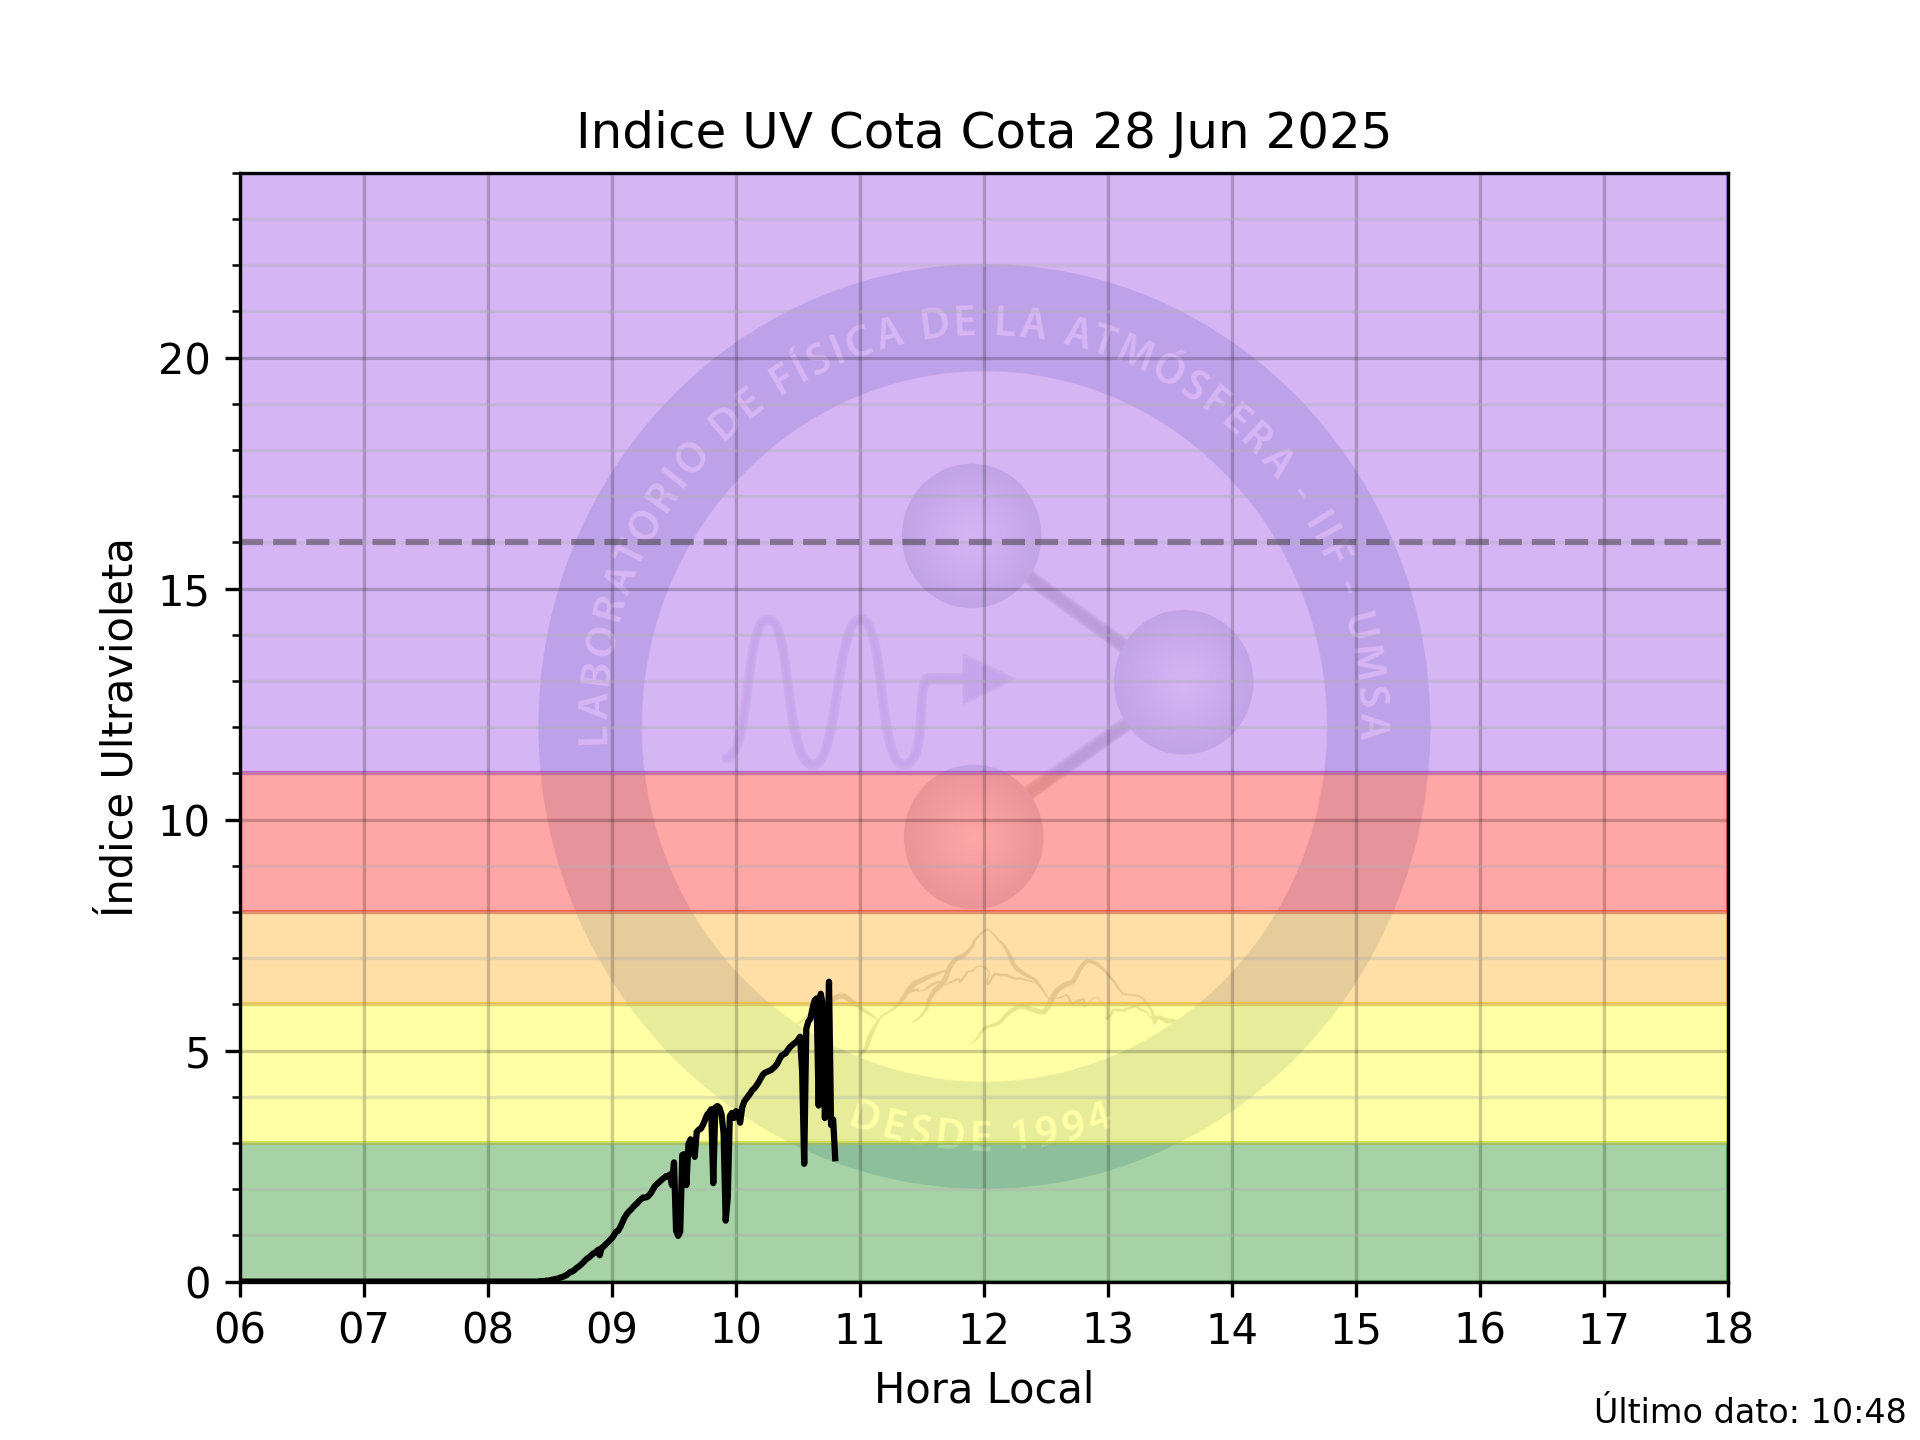 Indice UV Cota Cota 28 Jun 2025
Índice Ultravioleta
20
15
10
5
0
LABORATORIO DE FÍSICA DE LA ATMÓSFERA - IIF - UMSA
DESDE 1994
06 07 08 09 10 11 12 13 14 15 16 17 18
Hora Local
Último dato: 10:48